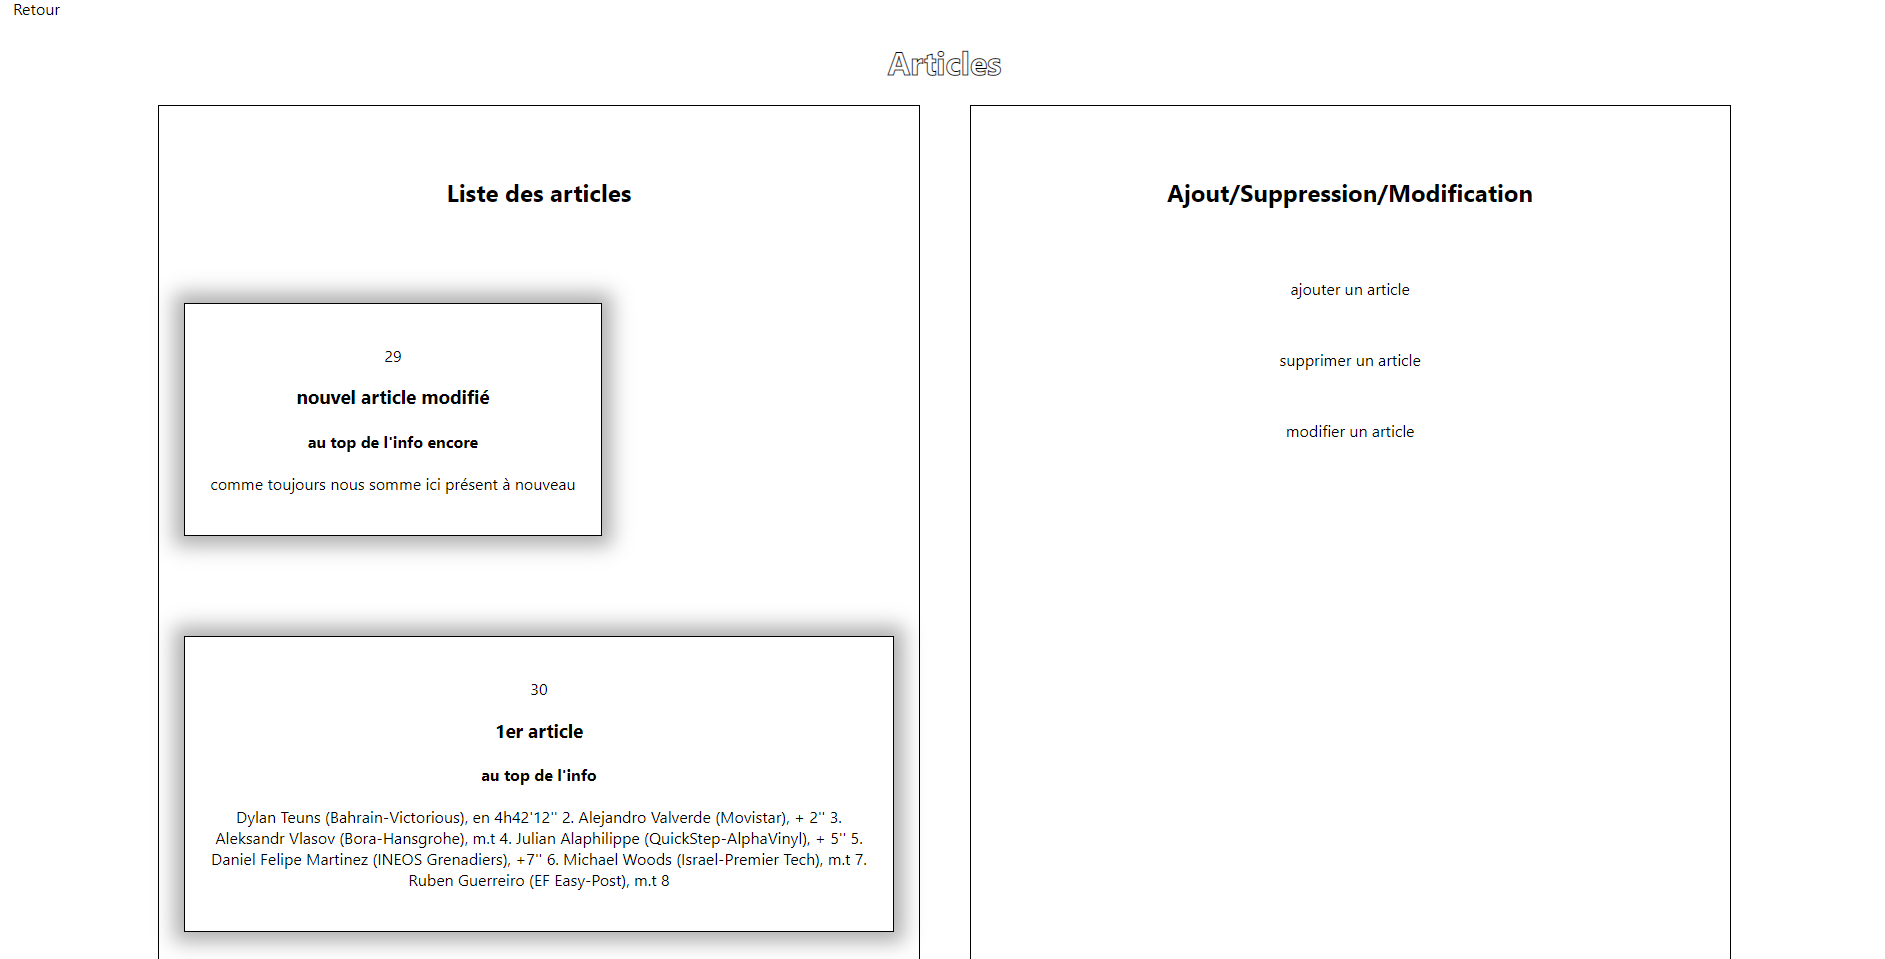 Retour
Articles
Liste des articles
29
nouvel article modifié
au top de l'info encore
comme toujours nous somme ici présent à nouveau
30
1er article
au top de l'info
Dylan Teuns (Bahrain-Victorious), en 4h42'12'' 2. Alejandro Valverde (Movistar), + 2'' 3.
Aleksandr Vlasov (Bora-Hansgrohe), m.t 4. Julian Alaphilippe (QuickStep-AlphaVinyl), + 5'' 5.
Daniel Felipe Martinez (INEOS Grenadiers), +7'' 6. Michael Woods (Israel-Premier Tech), m.t 7.
Ruben Guerreiro (EF Easy-Post), m.t 8
Ajout/Suppression/Modification
ajouter un article
supprimer un article
modifier un article